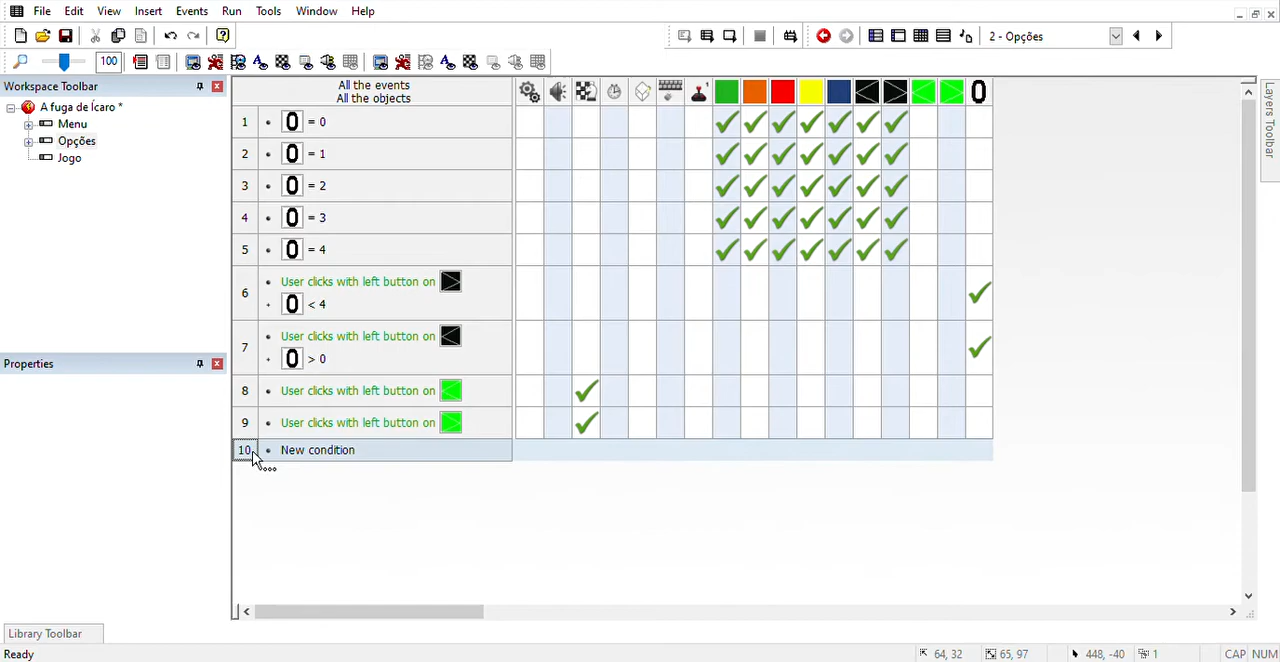 File Edit View Insert Events Run Tools Window Help
2 - Opções
100
Workspace Toolbar
All the events
All the objects
A fuga de Ícaro *
Menu
Opções
Jogo
0
1 • 0 = 0
2 • 0 = 1
3 • 0 = 2
4 • 0 = 3
5 • 0 = 4
6 • User clicks with left button on
+ 0 < 4
7 • User clicks with left button on
+ 0 > 0
8 • User clicks with left button on
9 • User clicks with left button on
10 • New condition
Properties
Layers Toolbar
Library Toolbar
Ready
64, 32
65, 97
448, -40
1
CAP NUM